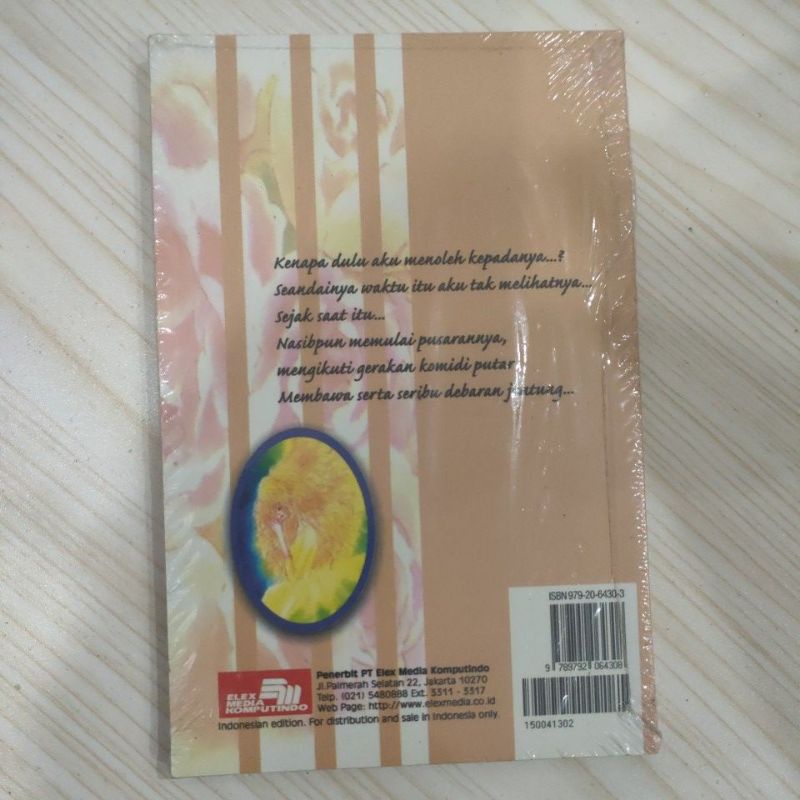 Kenapa dulu aku menoleh kepadanya...?
Seandainya waktu itu aku tak melihatnya...
Sejak saat itu...
Nasibpun memulai pusarannya,
mengikuti gerakan komidi putar
Membawa serta seribu debaran jantung...
ISBN 979-20-6430-3
9 789792 064308
150041302
ELEX MEDIA KOMPUTINDO
Penerbit PT Elex Media Komputindo
Jl.Palmerah Selatan 22, Jakarta 10270
Telp. (021) 5480888 Ext. 3311 - 3317
Web Page: http://www.elexmedia.co.id
Indonesian edition. For distribution and sale in Indonesia only.